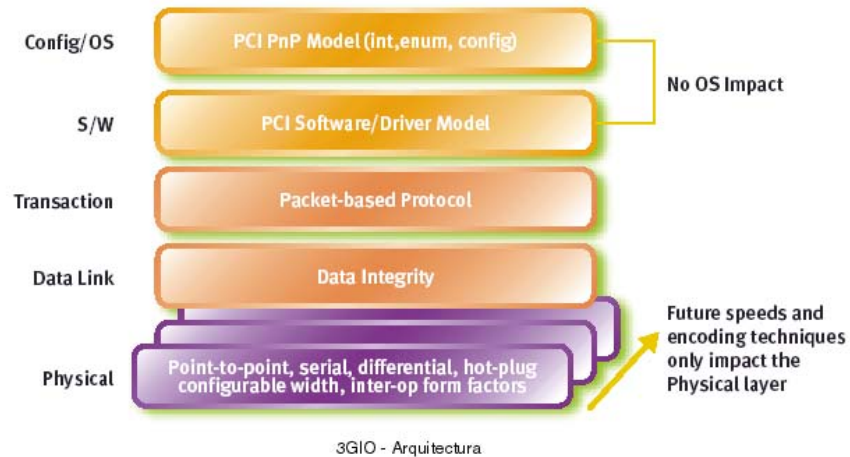 Config/OS
PCI PnP Model (int,enum, config)
No OS Impact
S/W
PCI Software/Driver Model
Transaction
Packet-based Protocol
Data Link
Data Integrity
Physical
Point-to-point, serial, differential, hot-plug
configurable width, inter-op form factors
Future speeds and
encoding techniques
only impact the
Physical layer
3GIO - Arquitectura